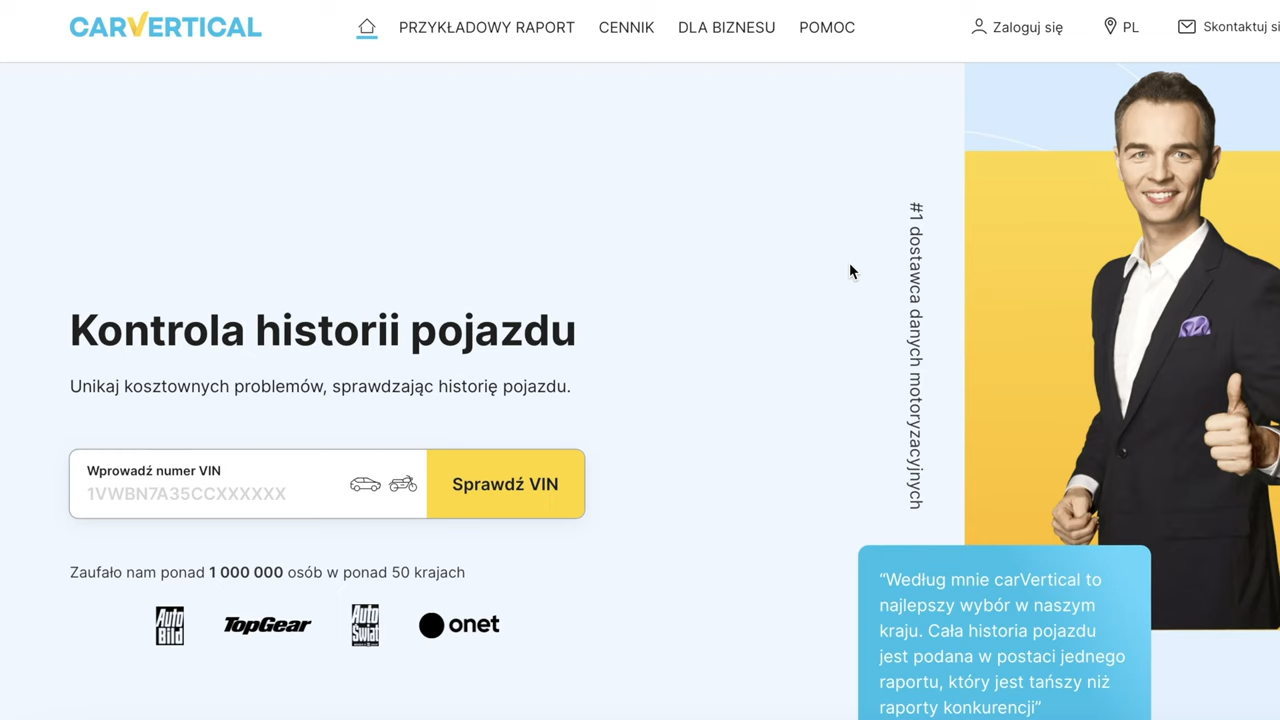 CARVERTICAL
PRZYKŁADOWY RAPORT
CENNIK
DLA BIZNESU
POMOC
Zaloguj się
PL
Skontaktuj si
#1 dostawca danych motoryzacyjnych
Kontrola historii pojazdu
Unikaj kosztownych problemów, sprawdzając historię pojazdu.
Wprowadź numer VIN
1VWBN7A35CCXXXXXX
Sprawdź VIN
Zaufało nam ponad 1 000 000 osób w ponad 50 krajach
Auto
Bild
TopGear
Auto
Świat
onet
“Według mnie carVertical to
najlepszy wybór w naszym
kraju. Cała historia pojazdu
jest podana w postaci jednego
raportu, który jest tańszy niż
raporty konkurencji”